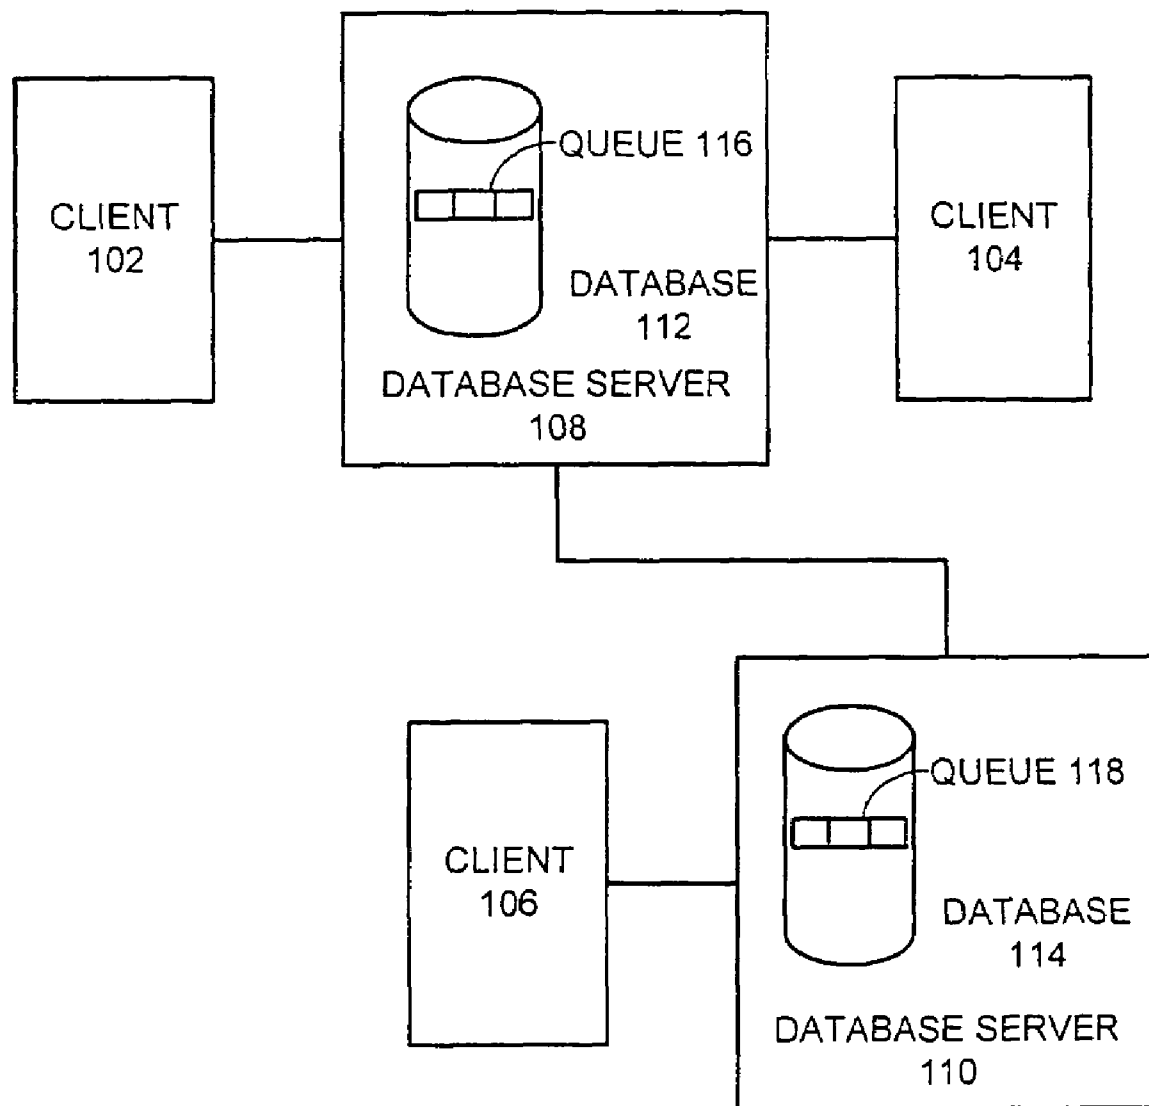 QUEUE 116
CLIENT
102
CLIENT
104
DATABASE
112
DATABASE SERVER
108
QUEUE 118
CLIENT
106
DATABASE
114
DATABASE SERVER
110